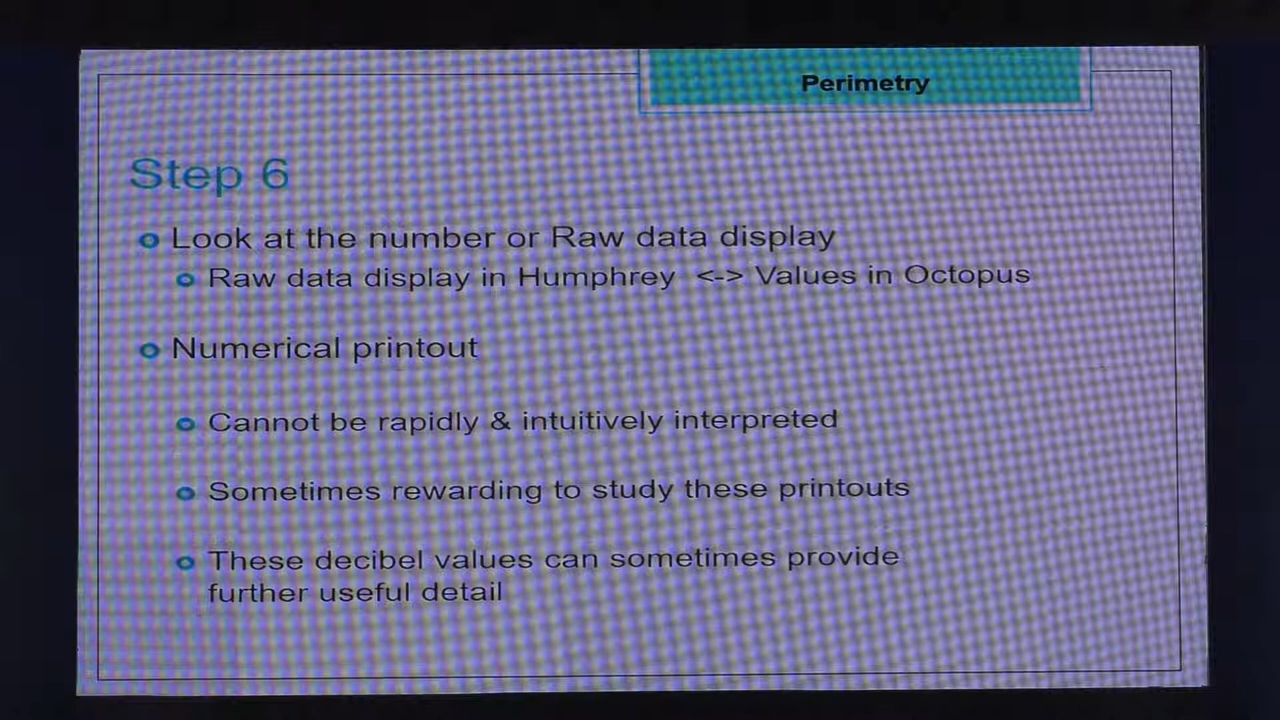 Perimetry
Step 6
Look at the number or Raw data display
Raw data display in Humphrey <-> Values in Octopus
Numerical printout
Cannot be rapidly & intuitively interpreted
Sometimes rewarding to study these printouts
These decibel values can sometimes provide
further useful detail